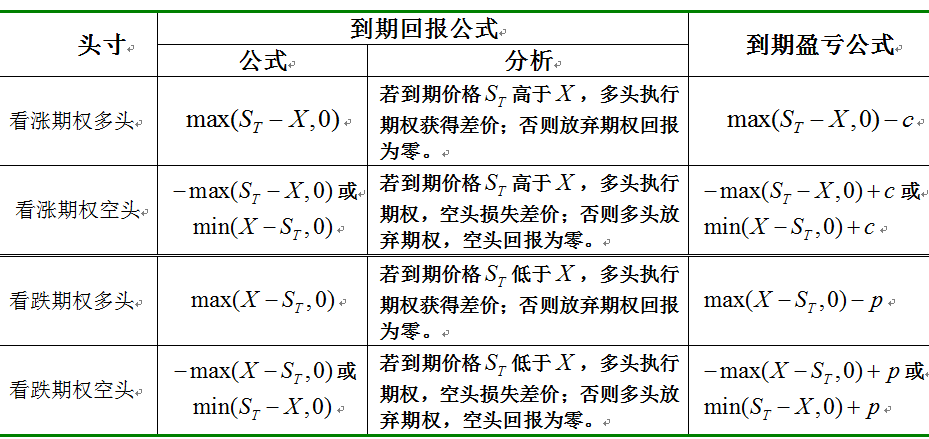 头寸
到期回报公式
到期盈亏公式
公式
分析
看涨期权多头
max(S_T − X,0)
若到期价格 S_T 高于 X，多头执行
期权获得差价；否则放弃期权回报
为零。
max(S_T − X,0) − c
看涨期权空头
−max(S_T − X,0) 或
min(X − S_T,0)
若到期价格 S_T 高于 X，多头执行
期权，空头损失差价；否则多头放
弃期权，空头回报为零。
−max(S_T − X,0) + c 或
min(X − S_T,0) + c
看跌期权多头
max(X − S_T,0)
若到期价格 S_T 低于 X，多头执行
期权获得差价；否则放弃期权回报
为零。
max(X − S_T,0) − p
看跌期权空头
−max(X − S_T,0) 或
min(S_T − X,0)
若到期价格 S_T 低于 X，多头执行
期权，空头损失差价；否则多头放
弃期权，空头回报为零。
−max(X − S_T,0) + p 或
min(S_T − X,0) + p